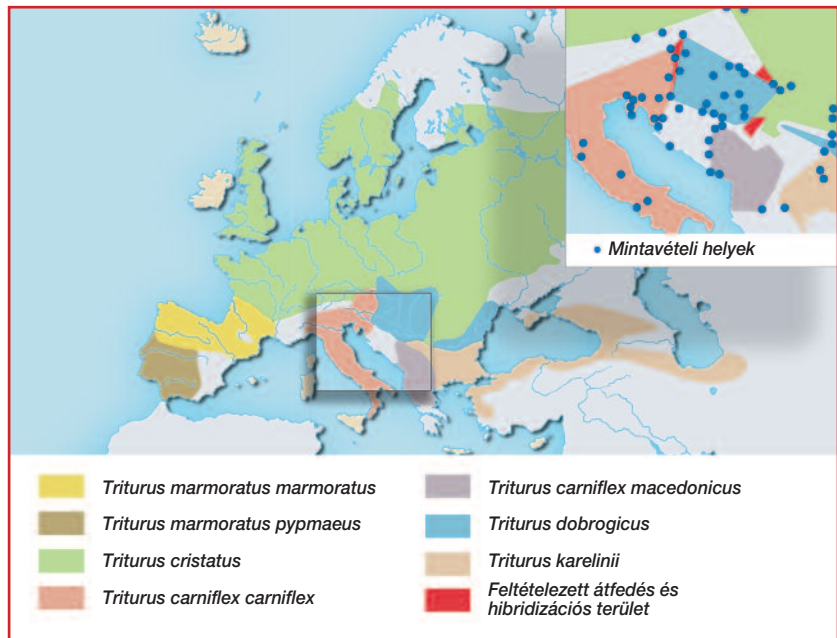 • Mintavételi helyek
Triturus marmoratus marmoratus
Triturus marmoratus pypmaeus
Triturus cristatus
Triturus carniflex carniflex
Triturus carniflex macedonicus
Triturus dobrogicus
Triturus karelinii
Feltételezett átfedés és
hibridizációs terület